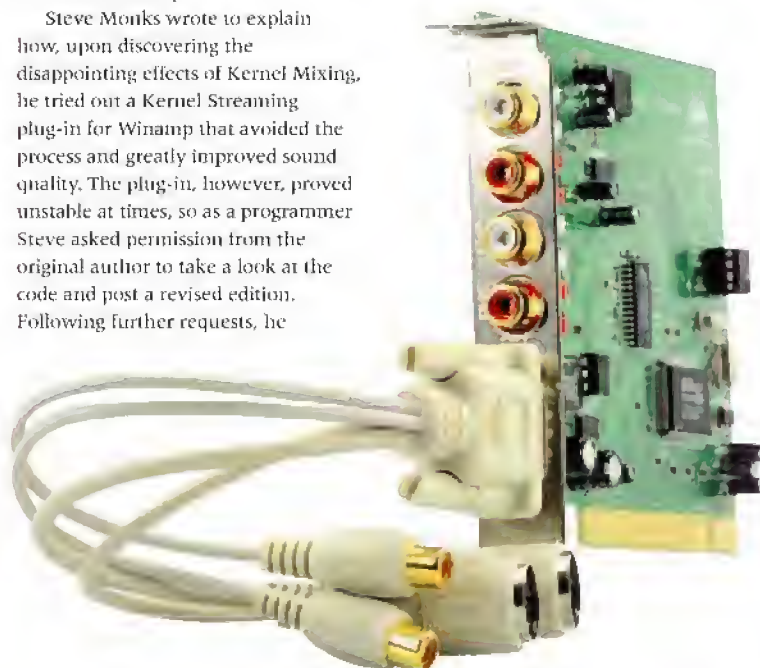 Steve Monks wrote to explain
how, upon discovering the
disappointing effects of Kernel Mixing,
he tried out a Kernel Streaming
plug-in for Winamp that avoided the
process and greatly improved sound
quality. The plug-in, however, proved
unstable at times, so as a programmer
Steve asked permission from the
original author to take a look at the
code and post a revised edition.
Following further requests, he